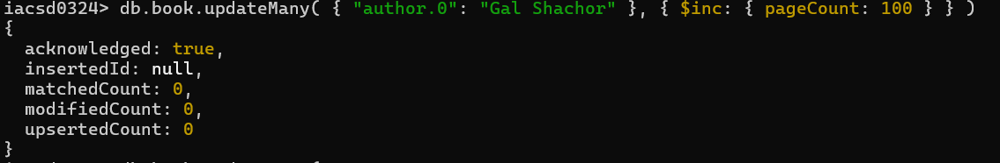 iacsd0324> db.book.updateMany( { "author.0": "Gal Shachor" }, { $inc: { pageCount: 100 } } )
{
  acknowledged: true,
  insertedId: null,
  matchedCount: 0,
  modifiedCount: 0,
  upsertedCount: 0
}